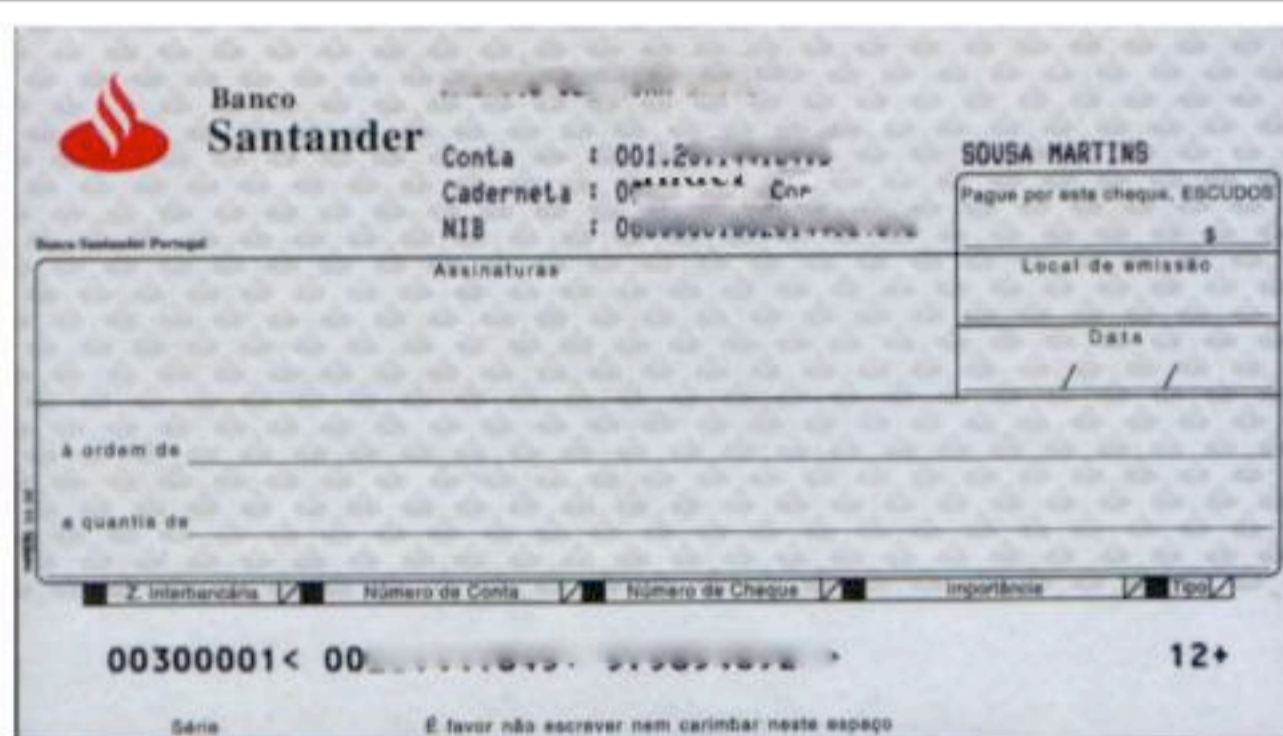 Banco
Santander
Conta :
SOUSA MARTINS
Caderneta :
Pague por este cheque, ESCUDOS
NIB :
$
Banco Santander Portugal
Assinaturas
Local de emissão
Data
/ /
à ordem de
a quantia de
Z. Interbancária
Número de Conta
Número de Cheque
Importância
Tipo
00300001<
12+
Série
É favor não escrever nem carimbar neste espaço